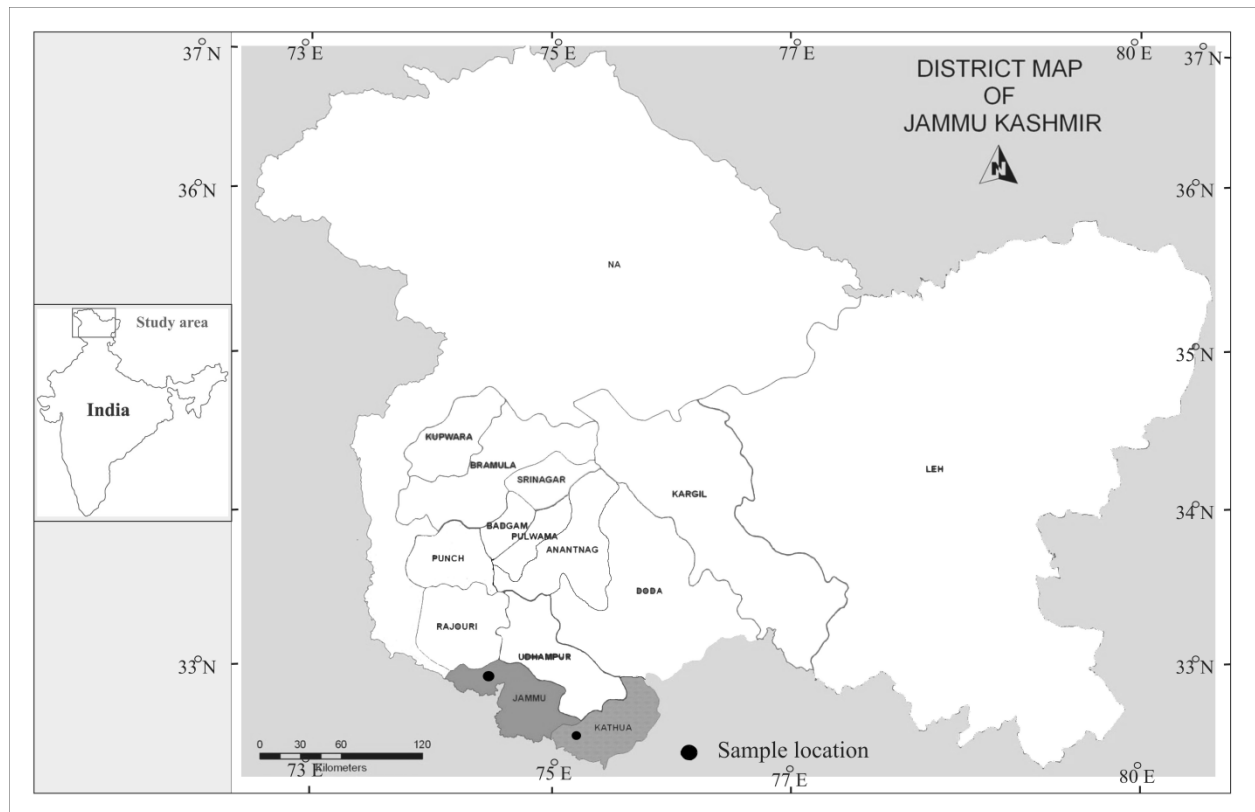 73 E 75 E 77 E 80 E
37 N 37 N
DISTRICT MAP
OF
JAMMU KASHMIR
N
36 N 36 N
NA
Study area
35 N
India
KUPWARA
BRAMULA
SRINAGAR
LEH
KARGIL
34 N
BADGAM
PULWAMA
ANANTNAG
PUNCH
DODA
RAJOURI
UDHAMPUR
33 N 33 N
JAMMU
KATHUA
0 30 60 120
Kilometers
Sample location
73 E 75 E 77 E 80 E